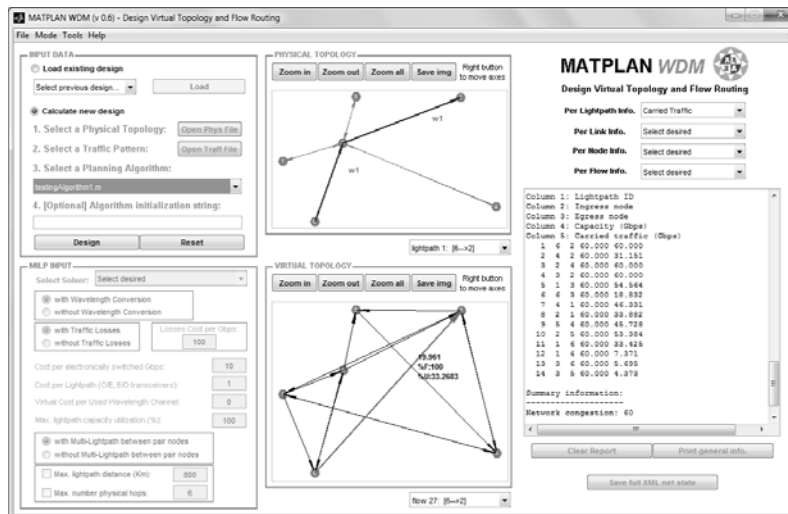 MATPLAN WDM (v 0.6) - Design Virtual Topology and Flow Routing
File Mode Tools Help
INPUT DATA
Load existing design
Select previous design...
Load
Calculate new design
1. Select a Physical Topology:
Open Phys File
2. Select a Traffic Pattern:
Open Traff File
3. Select a Planning Algorithm:
testingAlgorithm1.m
4. [Optional] Algorithm initialization string:
Design
Reset
MILP INPUT
Select Solver:
Select desired
with Wavelength Conversion
without Wavelength Conversion
with Traffic Losses
without Traffic Losses
Losses Cost per Gbps:
100
Cost per electronically switched Gbps:
10
Cost per Lightpath (O/E, E/O transceivers):
1
Virtual Cost per Used Wavelength Channel:
0
Max. lightpath capacity utilization (%):
100
with Multi-Lightpath between pair nodes
without Multi-Lightpath between pair nodes
Max. lightpath distance (Km):
800
Max. number physical hops:
6
PHYSICAL TOPOLOGY
Zoom in
Zoom out
Zoom all
Save img
Right button
to move axes
w1
w1
lightpath 1: [6-->2]
VIRTUAL TOPOLOGY
Zoom in
Zoom out
Zoom all
Save img
Right button
to move axes
19.961
%F:100
%U:33.2683
flow 27: [6-->2]
MATPLAN WDM
Design Virtual Topology and Flow Routing
Per Lightpath Info.
Carried Traffic
Per Link Info.
Select desired
Per Node Info.
Select desired
Per Flow Info.
Select desired
Column 1: Lightpath ID
Column 2: Ingress node
Column 3: Egress node
Column 4: Capacity (Gbps)
Column 5: Carried traffic (Gbps)
1 6 2 60.000 60.000
2 4 2 60.000 31.151
3 2 4 60.000 60.000
4 3 2 60.000 60.000
5 1 3 60.000 54.564
6 6 3 60.000 18.832
7 4 1 60.000 46.331
8 2 1 60.000 33.882
9 5 4 60.000 45.728
10 2 5 60.000 53.384
11 3 6 60.000 33.425
12 1 4 60.000 7.371
13 1 6 60.000 5.695
14 3 5 60.000 4.373
Summary information:
--------------------
Network congestion: 60
Clear Report
Print general info.
Save full XML net state